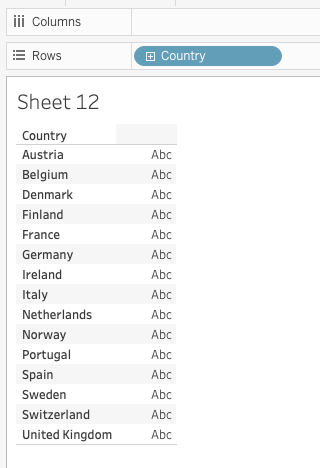 Columns
Rows Country
Sheet 12
Country
Austria Abc
Belgium Abc
Denmark Abc
Finland Abc
France Abc
Germany Abc
Ireland Abc
Italy Abc
Netherlands Abc
Norway Abc
Portugal Abc
Spain Abc
Sweden Abc
Switzerland Abc
United Kingdom Abc